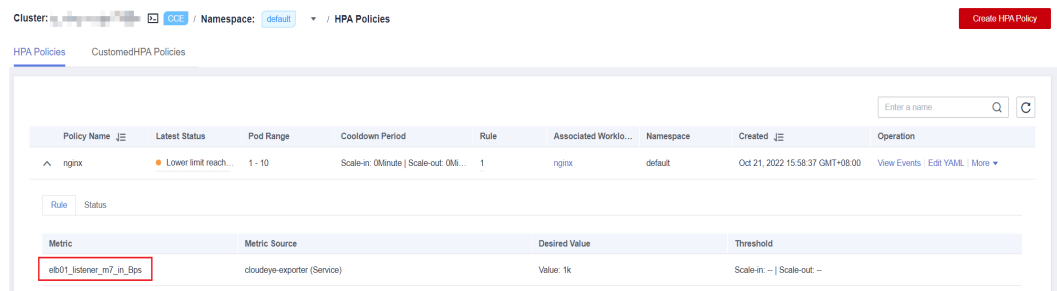 Cluster: CCE / Namespace: default / HPA Policies
Create HPA Policy
HPA Policies CustomedHPA Policies
Enter a name.
Policy Name Latest Status Pod Range Cooldown Period Rule Associated Worklo... Namespace Created Operation
nginx Lower limit reach... 1 - 10 Scale-in: 0Minute | Scale-out: 0Mi... 1 nginx default Oct 21, 2022 15:58:37 GMT+08:00 View Events | Edit YAML | More
Rule Status
Metric Metric Source Desired Value Threshold
elb01_listener_m7_in_Bps cloudeye-exporter (Service) Value: 1k Scale-in: -- | Scale-out: --